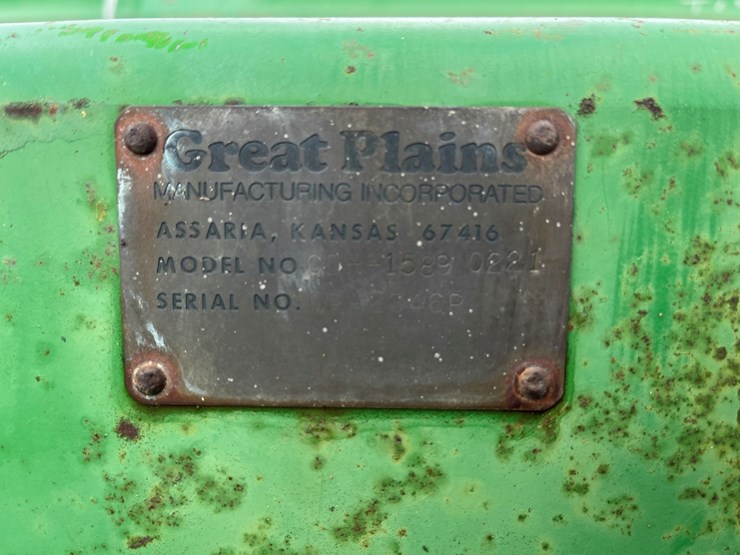 Great Plains
MANUFACTURING INCORPORATED
ASSARIA, KANSAS 67416
MODEL NO
SERIAL NO.